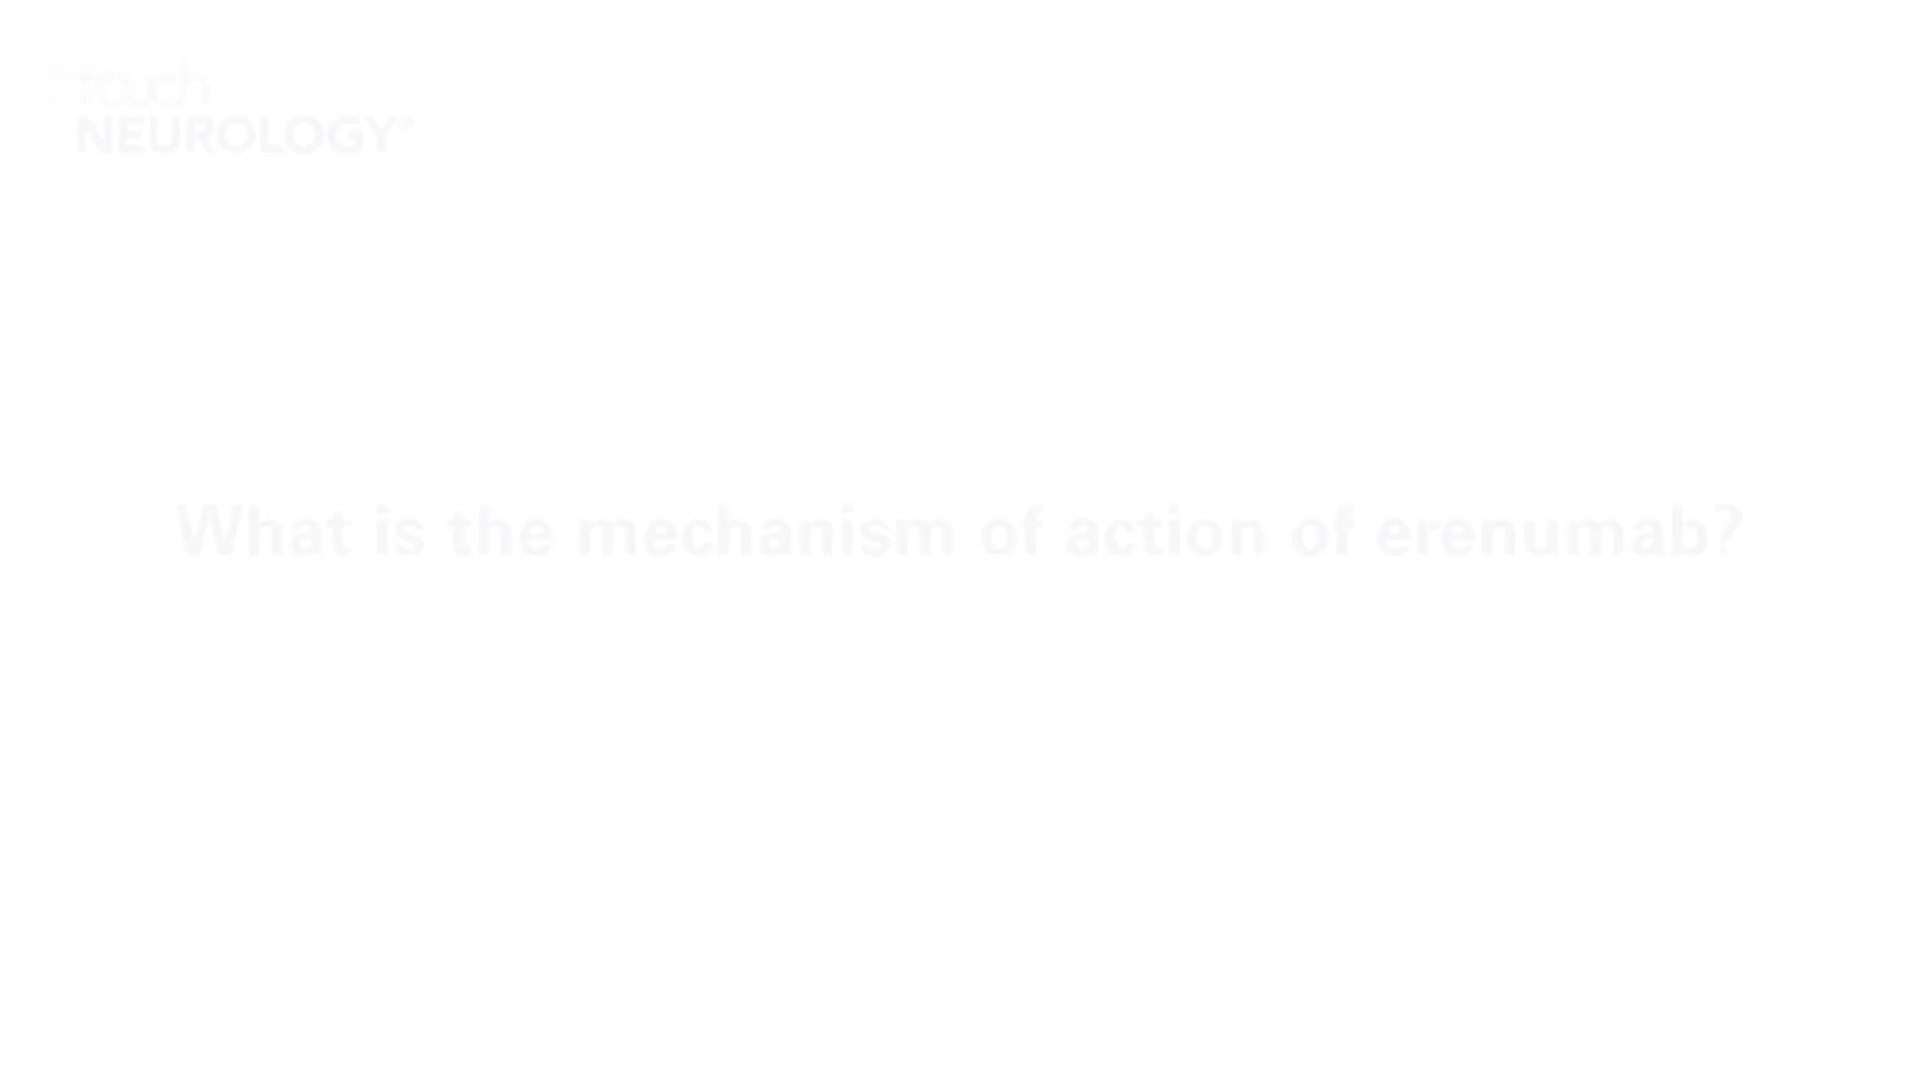 touch
NEUROLOGY®
What is the mechanism of action of erenumab?